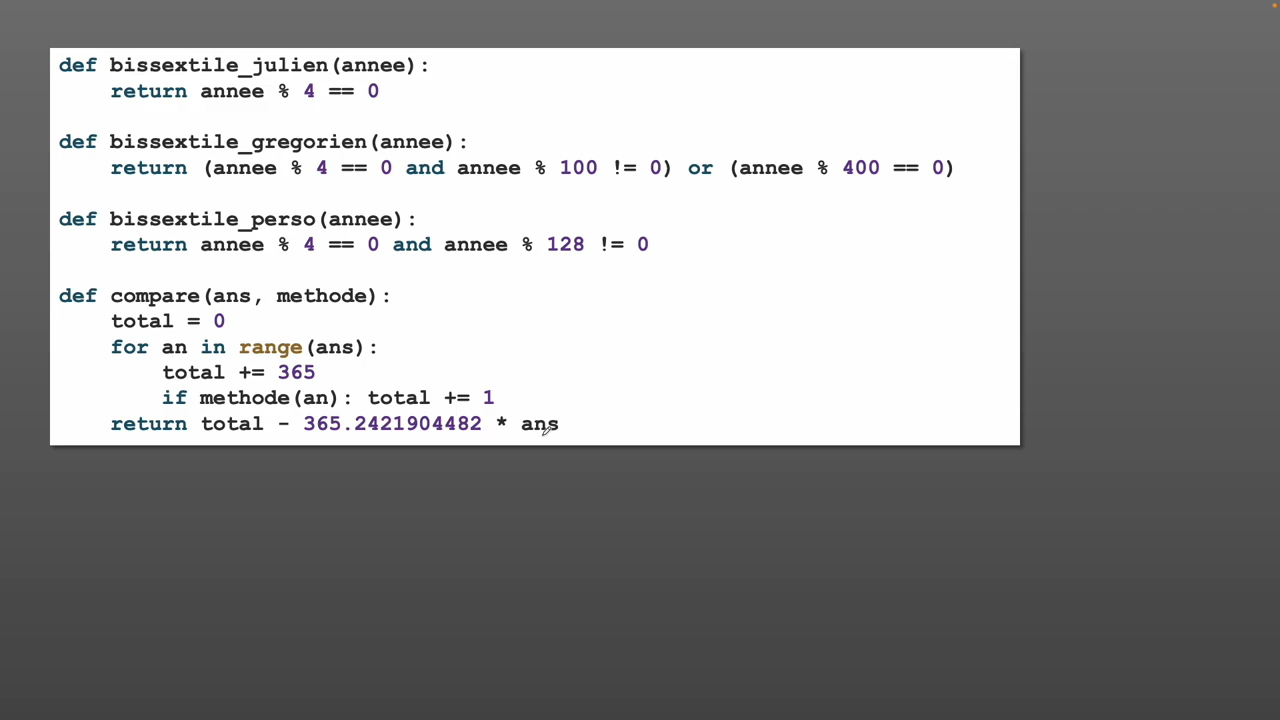 def bissextile_julien(annee):
    return annee % 4 == 0
def bissextile_gregorien(annee):
    return (annee % 4 == 0 and annee % 100 != 0) or (annee % 400 == 0)
def bissextile_perso(annee):
    return annee % 4 == 0 and annee % 128 != 0
def compare(ans, methode):
    total = 0
    for an in range(ans):
        total += 365
        if methode(an): total += 1
    return total - 365.2421904482 * ans